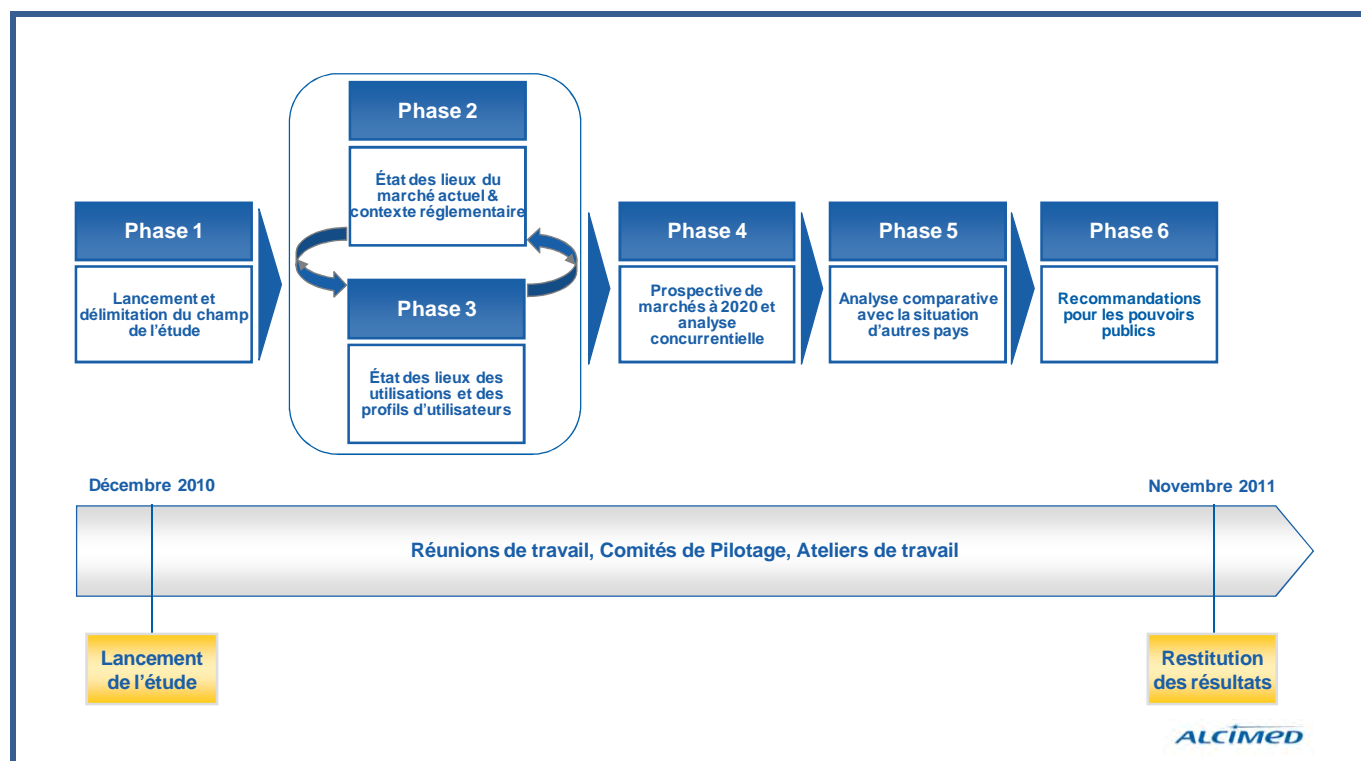 Phase 1
Lancement et
délimitation du champ
de l'étude
Phase 2
État des lieux du
marché actuel &
contexte réglementaire
Phase 3
État des lieux des
utilisations et des
profils d'utilisateurs
Phase 4
Prospective de
marchés à 2020 et
analyse
concurrentielle
Phase 5
Analyse comparative
avec la situation
d'autres pays
Phase 6
Recommandations
pour les pouvoirs
publics
Décembre 2010
Novembre 2011
Réunions de travail, Comités de Pilotage, Ateliers de travail
Lancement
de l'étude
Restitution
des résultats
ALCIMED